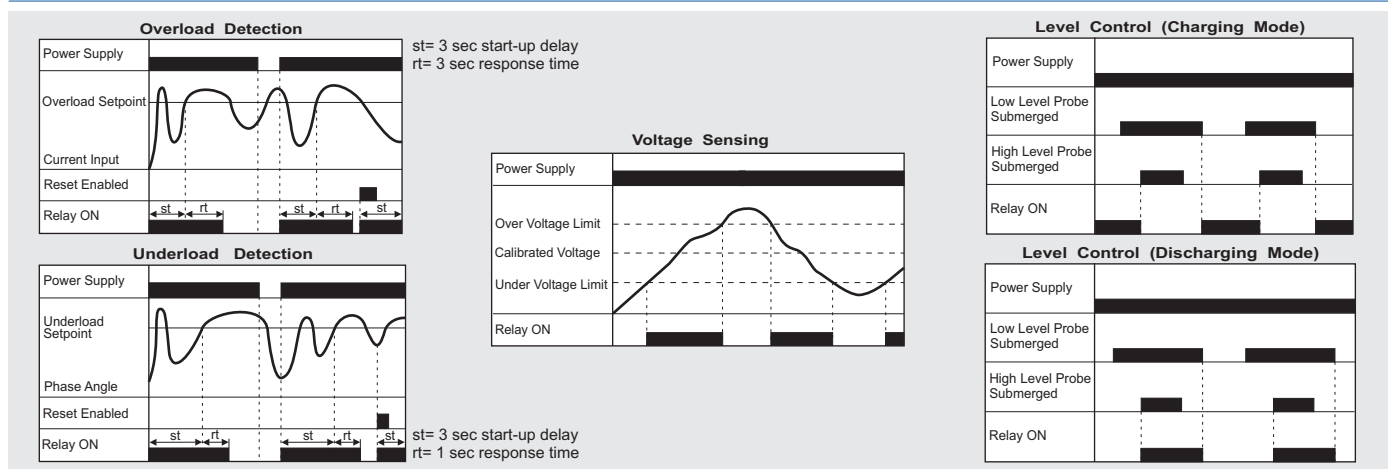 Overload Detection
Power Supply
Overload Setpoint
Current Input
Reset Enabled
Relay ON
st rt st rt st
st= 3 sec start-up delay
rt= 3 sec response time
Underload Detection
Power Supply
Underload
Setpoint
Phase Angle
Reset Enabled
Relay ON
st rt st rt st
st= 3 sec start-up delay
rt= 1 sec response time
Voltage Sensing
Power Supply
Over Voltage Limit
Calibrated Voltage
Under Voltage Limit
Relay ON
Level Control (Charging Mode)
Power Supply
Low Level Probe
Submerged
High Level Probe
Submerged
Relay ON
Level Control (Discharging Mode)
Power Supply
Low Level Probe
Submerged
High Level Probe
Submerged
Relay ON